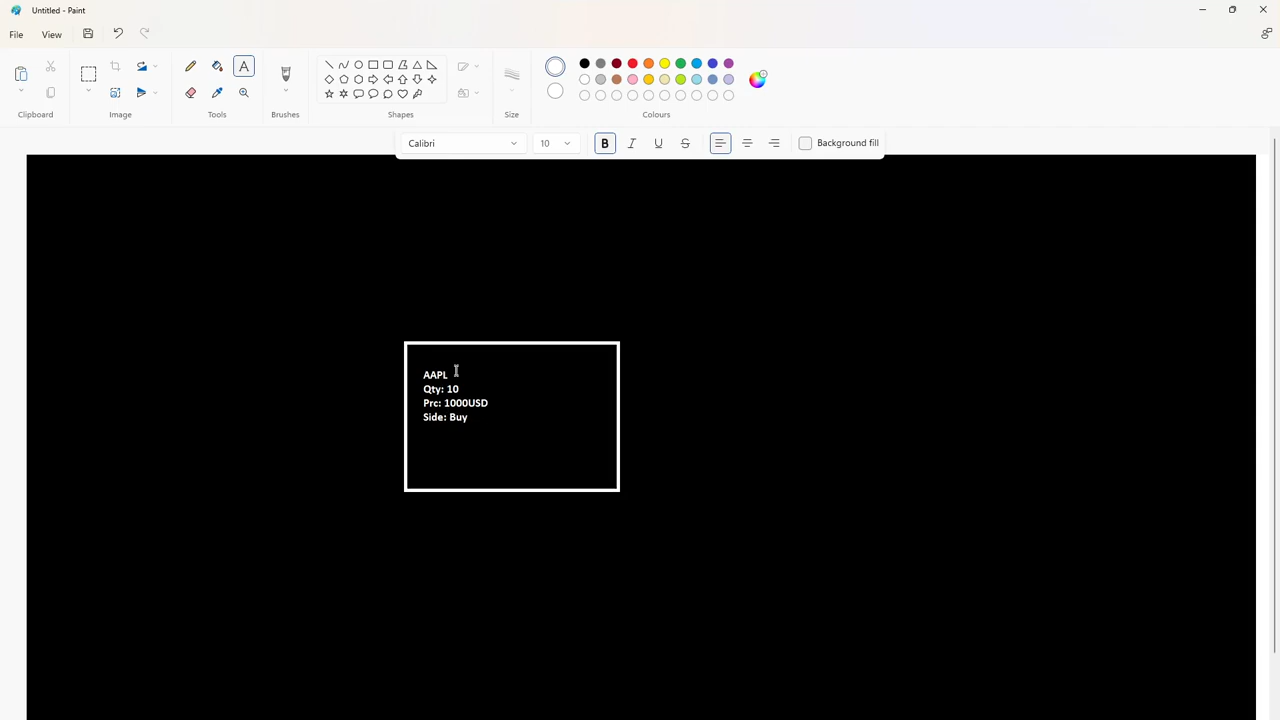 Untitled - Paint
File
View
Clipboard
Image
Tools
Brushes
Shapes
Size
Colours
Calibri
10
B
I
U
S
Background fill
A
AAPL
Qty: 10
Prc: 1000USD
Side: Buy